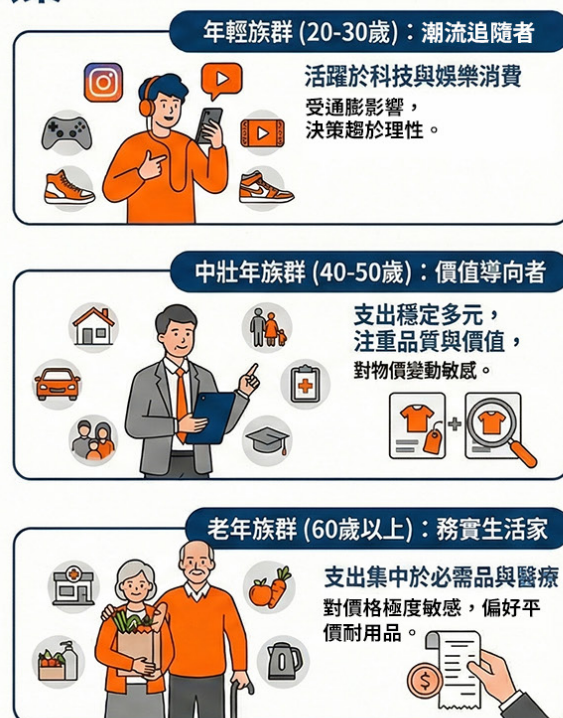 年輕族群 (20-30歲)：潮流追隨者
活躍於科技與娛樂消費
受通膨影響，
決策趨於理性。
中壯年族群 (40-50歲)：價值導向者
支出穩定多元，
注重品質與價值，
對物價變動敏感。
老年族群 (60歲以上)：務實生活家
支出集中於必需品與醫療
對價格極度敏感，偏好平
價耐用品。